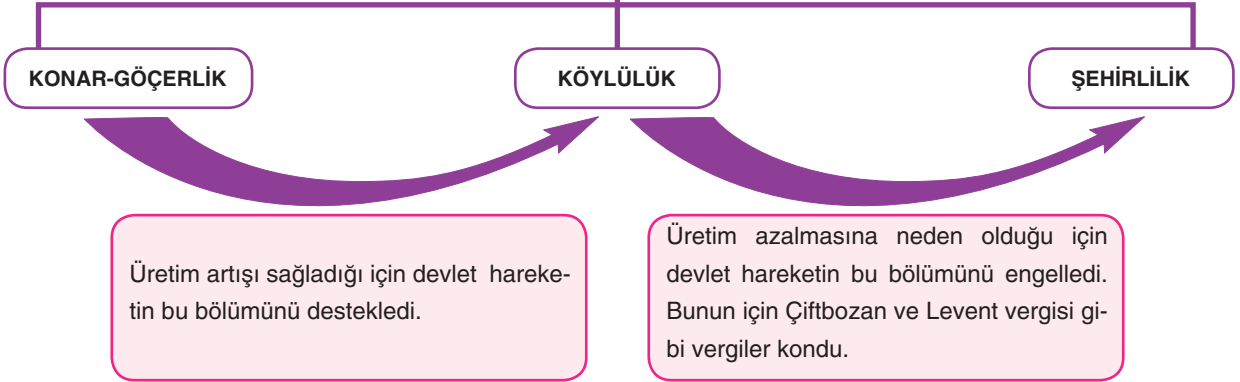 KONAR-GÖÇERLİK
KÖYLÜLÜK
ŞEHİRLİLİK
Üretim artışı sağladığı için devlet hareke-
tin bu bölümünü destekledi.
Üretim azalmasına neden olduğu için
devlet hareketin bu bölümünü engelledi.
Bunun için Çiftbozan ve Levent vergisi gi-
bi vergiler kondu.